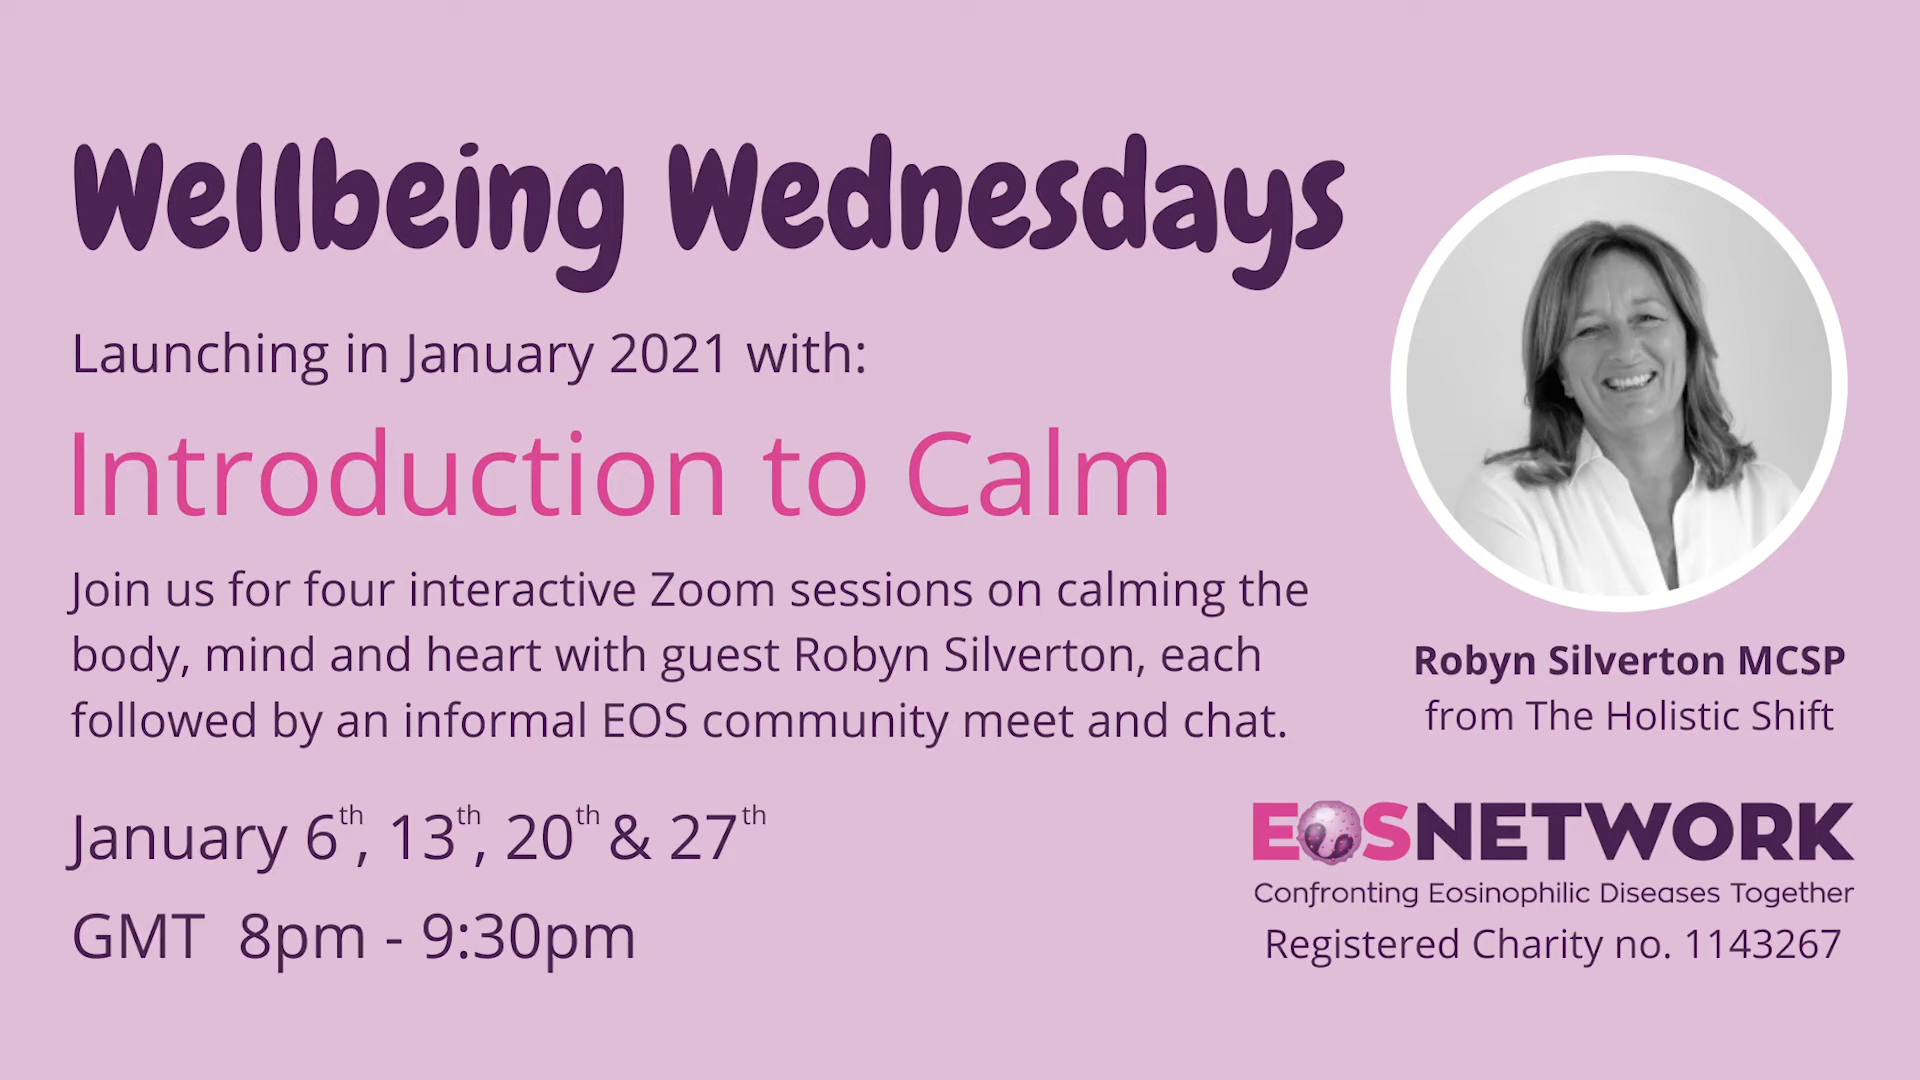 Wellbeing Wednesdays
Launching in January 2021 with:
Introduction to Calm
Join us for four interactive Zoom sessions on calming the
body, mind and heart with guest Robyn Silverton, each
followed by an informal EOS community meet and chat.
January 6th, 13th, 20th & 27th
GMT 8pm - 9:30pm
Robyn Silverton MCSP
from The Holistic Shift
EOSNETWORK
Confronting Eosinophilic Diseases Together
Registered Charity no. 1143267